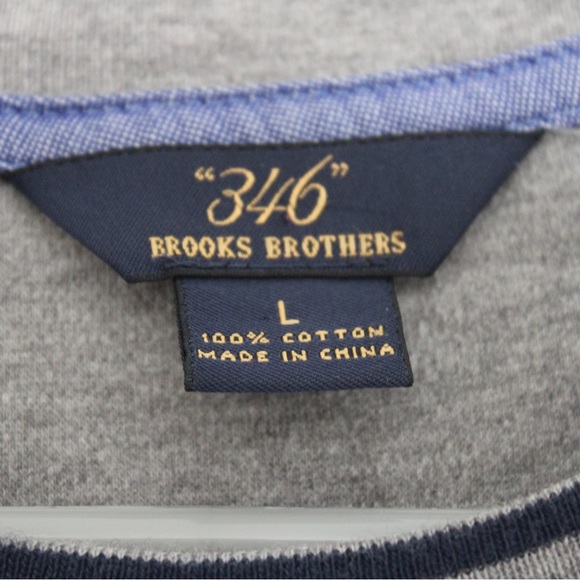 "346"
BROOKS BROTHERS
L
100% COTTON
MADE IN CHINA